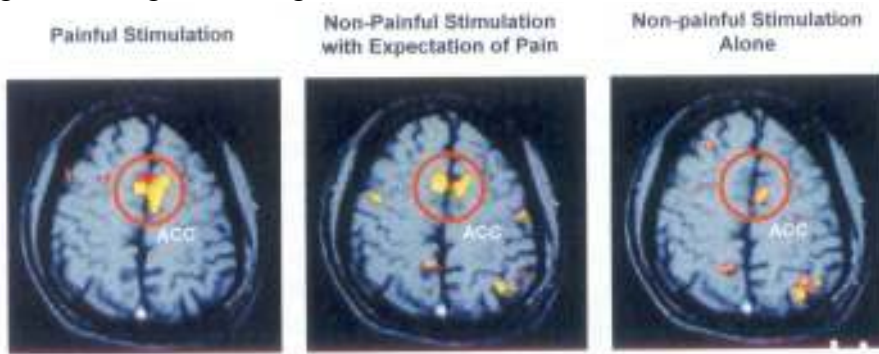 Painful Stimulation
Non-Painful Stimulation
with Expectation of Pain
Non-painful Stimulation
Alone
ACC
ACC
ACC